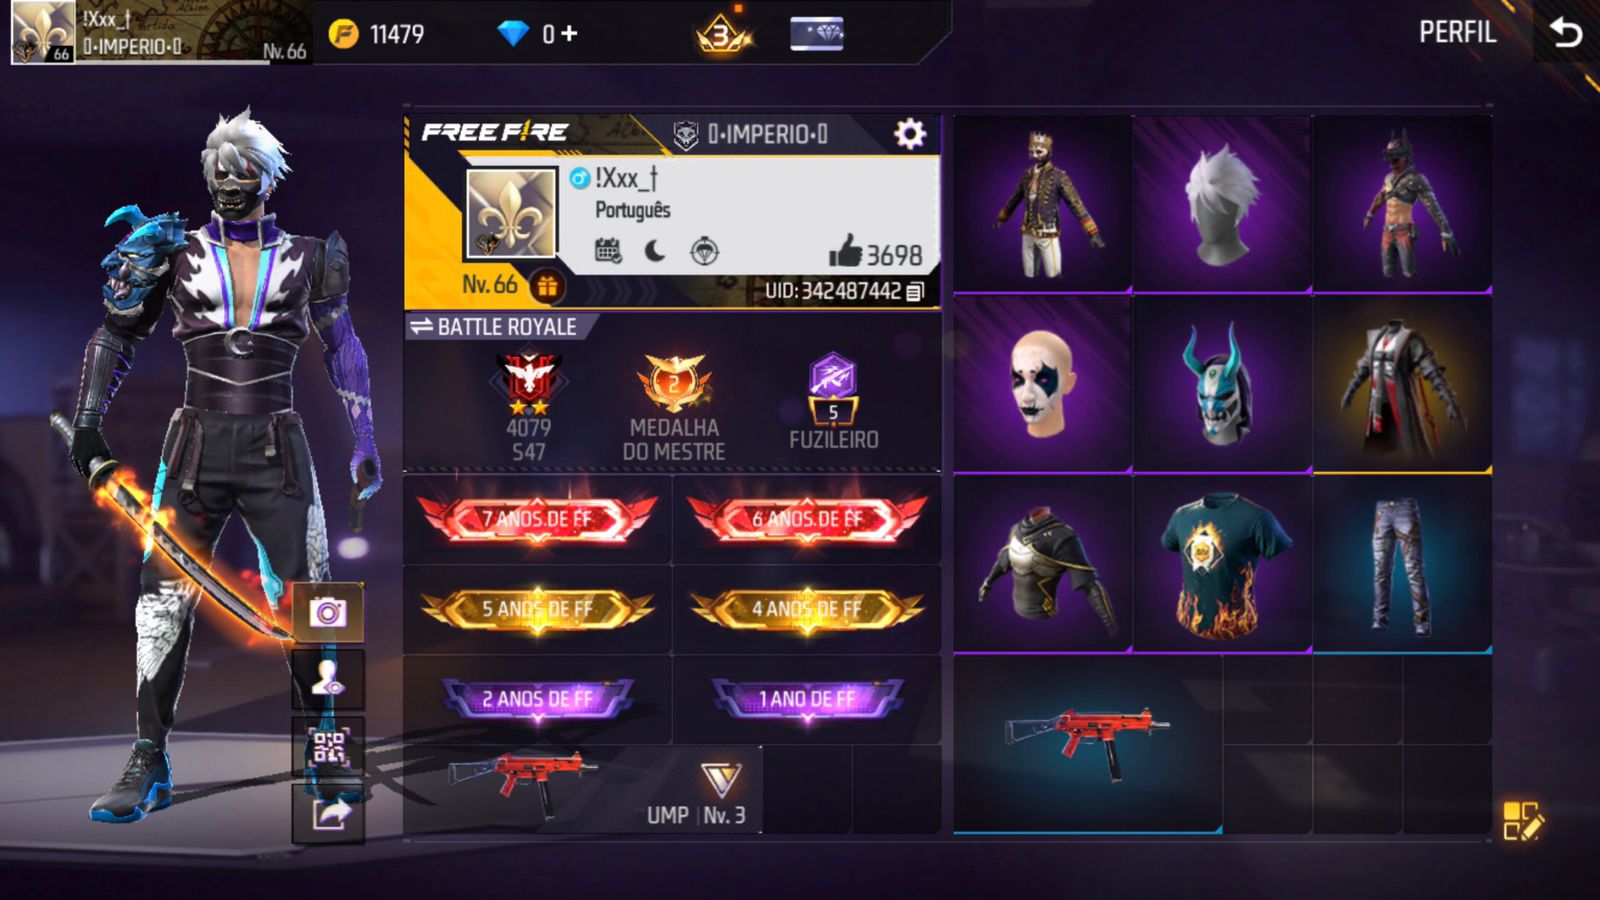 !Xxx_†
▯•IMPERIO•▯
66
Nv. 66
11479
0 +
3
PERFIL
FREE FIRE
▯•IMPERIO•▯
!Xxx_†
Português
3698
Nv. 66
UID: 342487442
BATTLE ROYALE
2
5
4079
S47
MEDALHA
DO MESTRE
FUZILEIRO
7 ANOS DE FF
6 ANOS DE FF
5 ANOS DE FF
4 ANOS DE FF
2 ANOS DE FF
1 ANO DE FF
UMP | Nv. 3